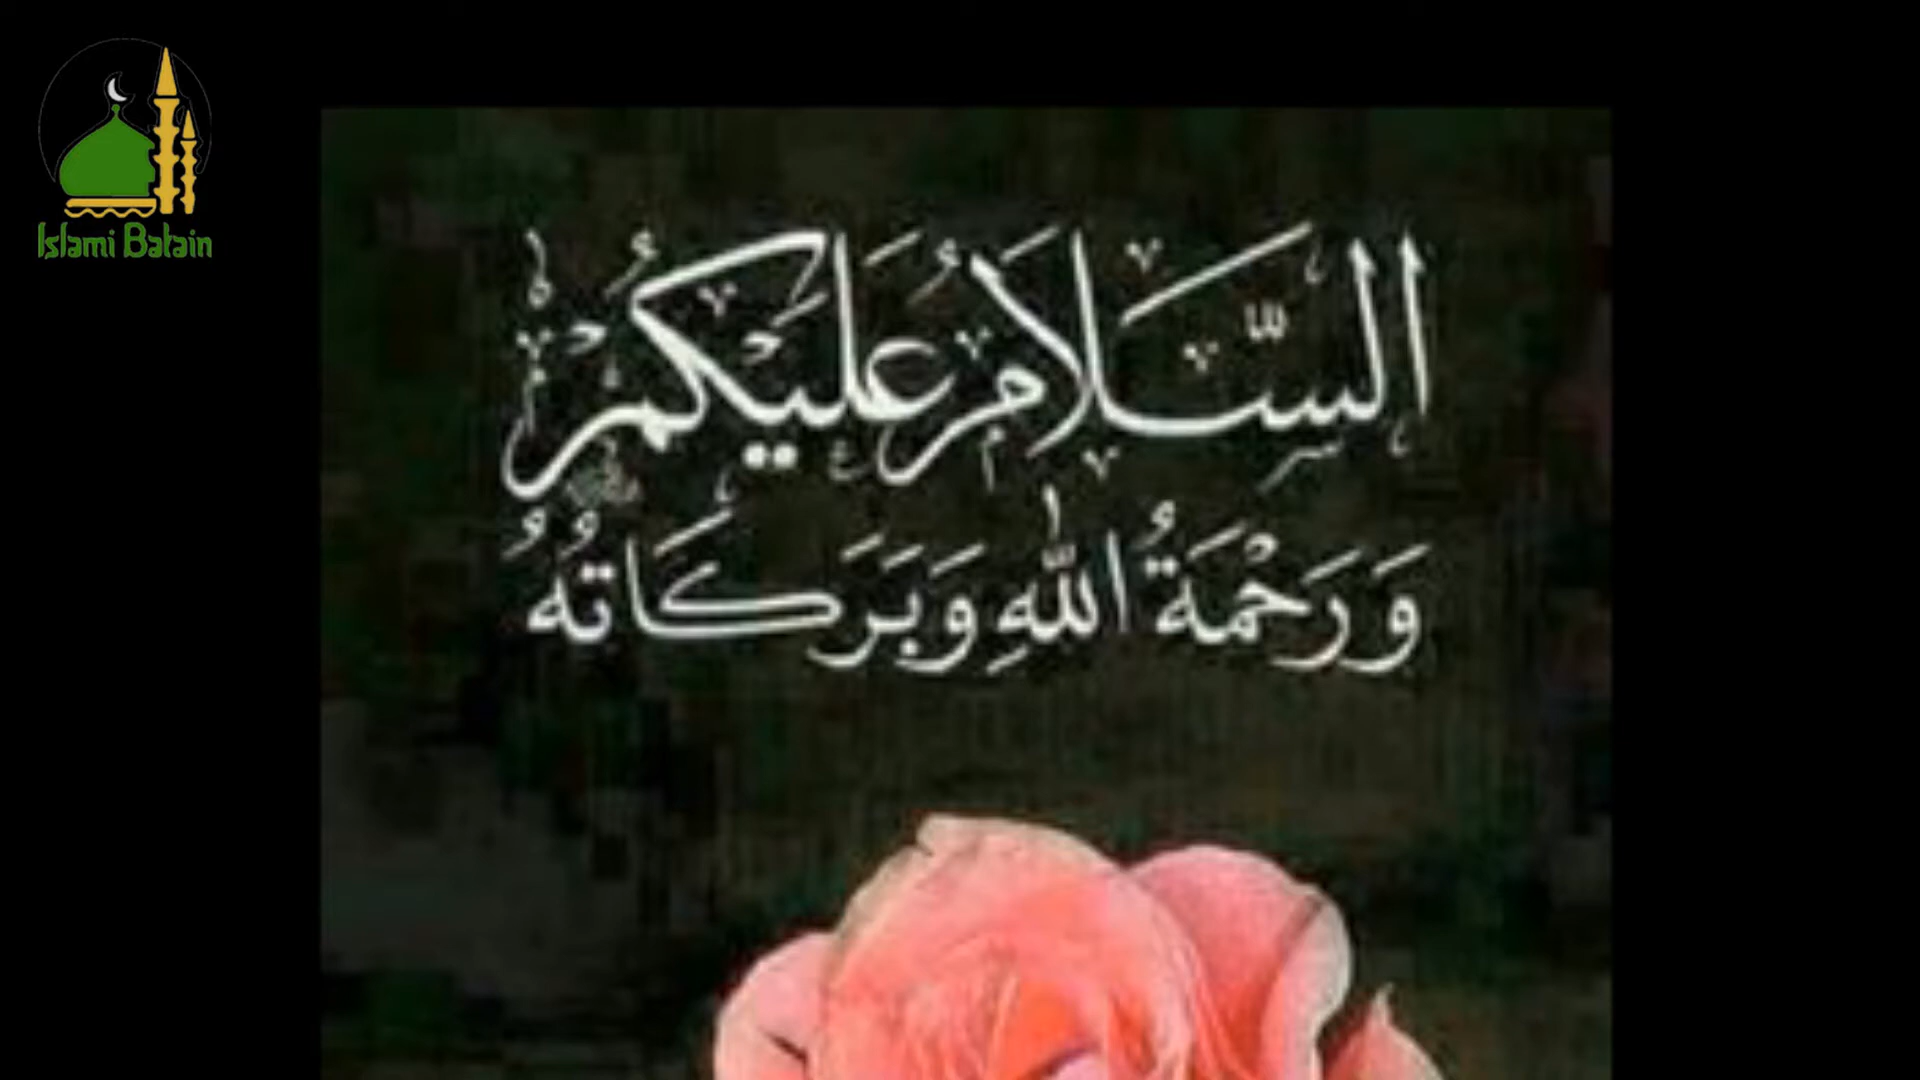 Islami Batain
السَّلَامُ عَلَيْكُمْ
وَرَحْمَةُ اللهِ وَبَرَكَاتُهُ